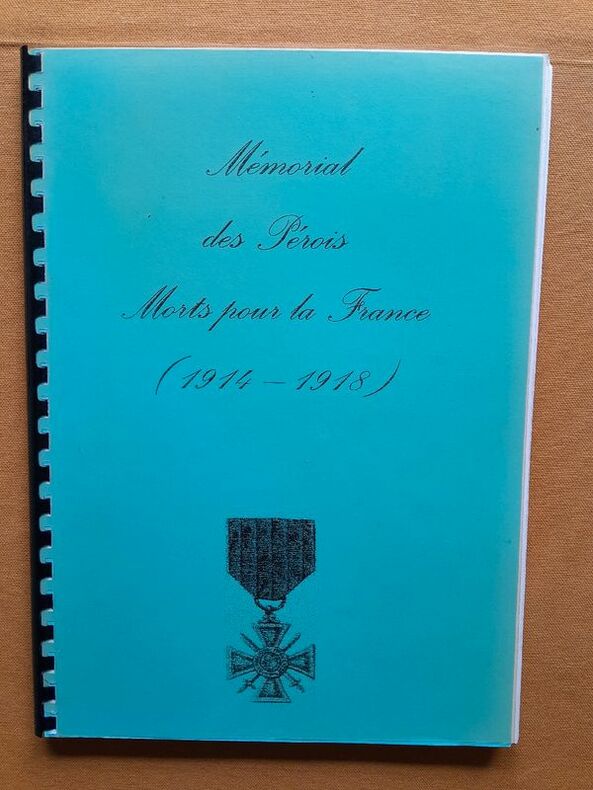 Mémorial
des Pérois
Morts pour la France
(1914 - 1918)